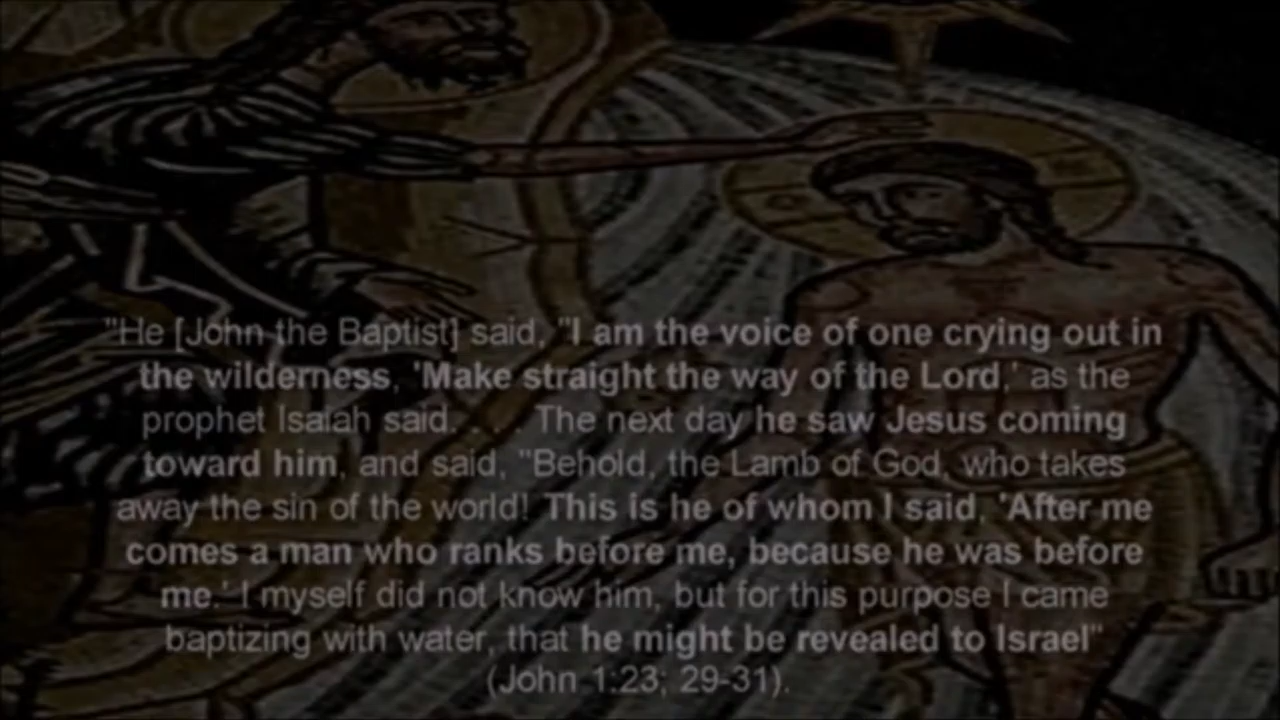 "He [John the Baptist] said, "I am the voice of one crying out in
the wilderness, 'Make straight the way of the Lord,' as the
prophet Isaiah said. . . . The next day he saw Jesus coming
toward him, and said, "Behold, the Lamb of God, who takes
away the sin of the world! This is he of whom I said, 'After me
comes a man who ranks before me, because he was before
me.' I myself did not know him, but for this purpose I came
baptizing with water, that he might be revealed to Israel"
(John 1:23; 29-31).